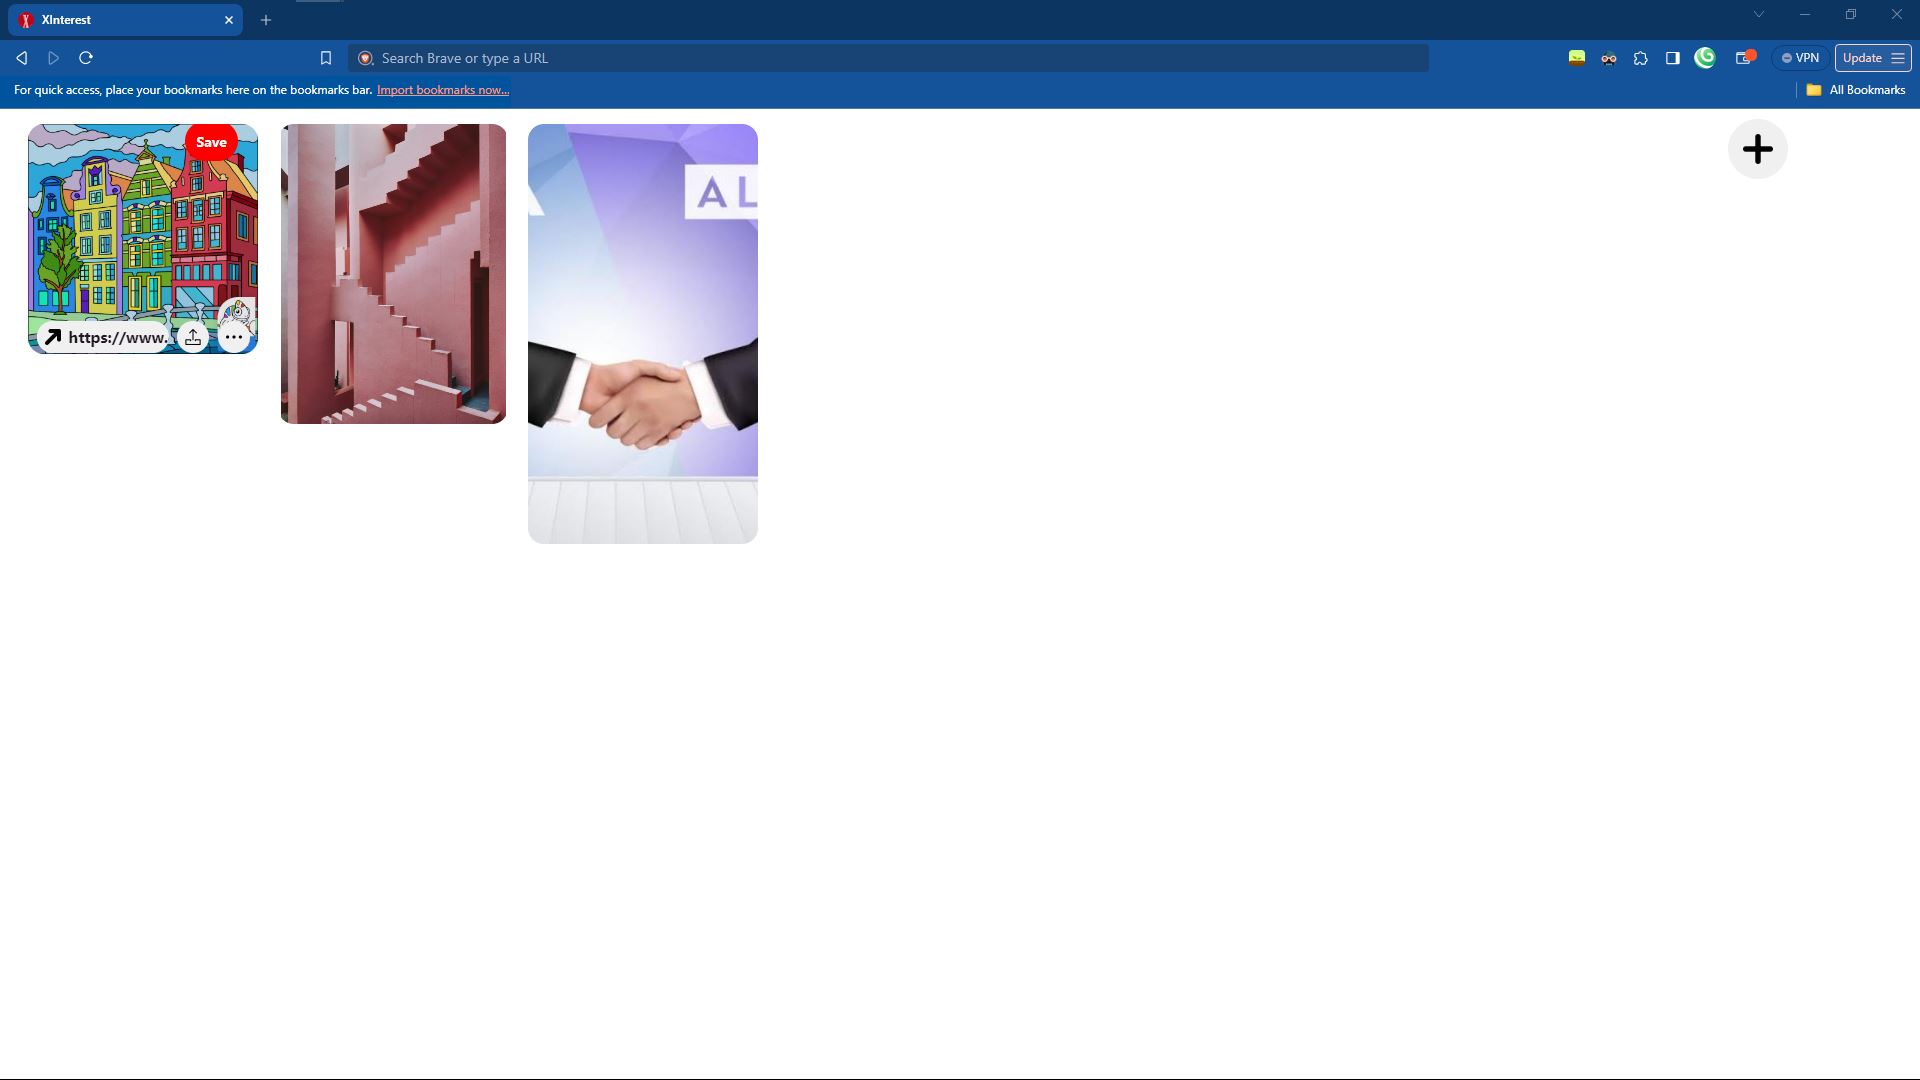 XInterest
Search Brave or type a URL
VPN
Update
For quick access, place your bookmarks here on the bookmarks bar. Import bookmarks now...
All Bookmarks
Save
AL
https://www.